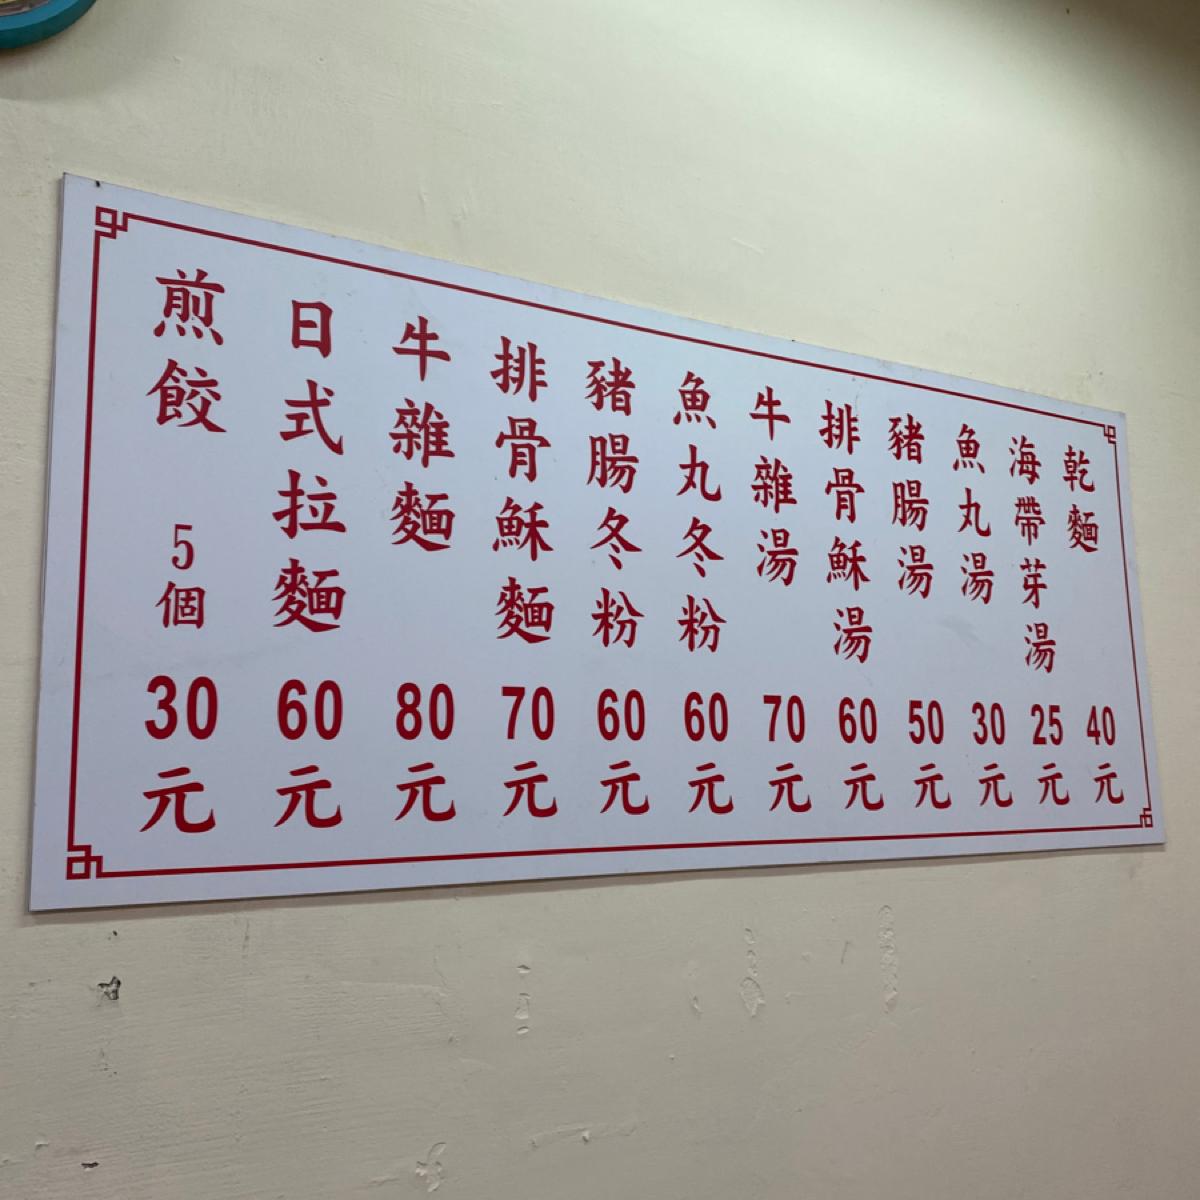 乾麵 40元
海帶芽湯 25元
魚丸湯 30元
豬腸湯 50元
排骨穌湯 60元
牛雜湯 70元
魚丸冬粉 60元
豬腸冬粉 60元
排骨穌麵 70元
牛雜麵 80元
日式拉麵 60元
煎餃 5個 30元